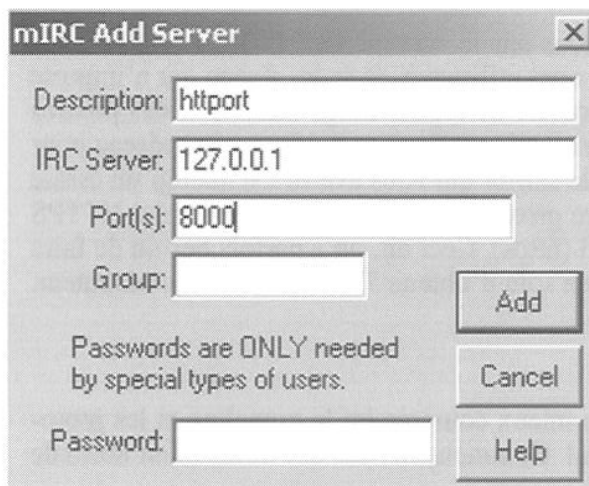 mIRC Add Server
Description: httport
IRC Server: 127.0.0.1
Port(s): 8000
Group:
Add
Passwords are ONLY needed
by special types of users.
Cancel
Password:
Help